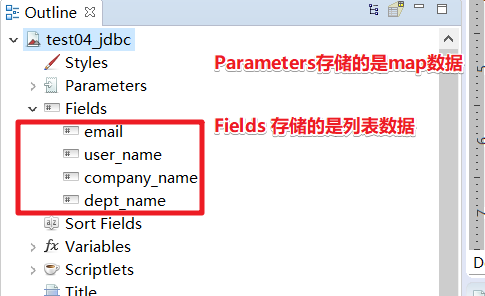 Outline
test04_jdbc
Styles
Parameters存储的是map数据
Parameters
Fields
Fields 存储的是列表数据
email
user_name
company_name
dept_name
Sort Fields
Variables
Scriptlets
Title